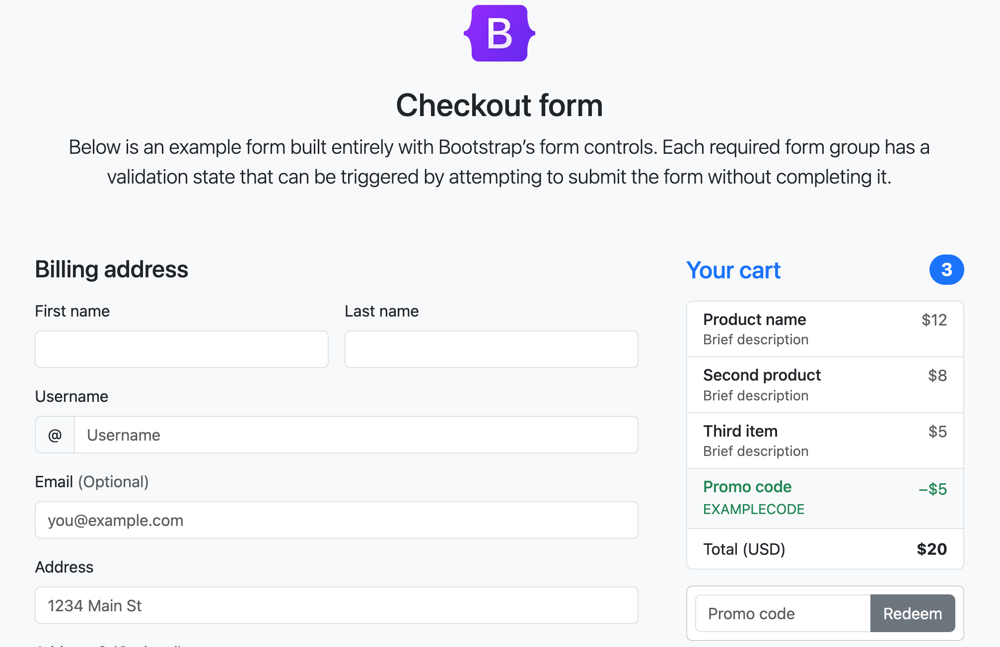 B
Checkout form
Below is an example form built entirely with Bootstrap’s form controls. Each required form group has a
validation state that can be triggered by attempting to submit the form without completing it.
Billing address
First name
Last name
Username
@ Username
Email (Optional)
you@example.com
Address
1234 Main St
Your cart 3
Product name $12
Brief description
Second product $8
Brief description
Third item $5
Brief description
Promo code −$5
EXAMPLECODE
Total (USD) $20
Promo code Redeem